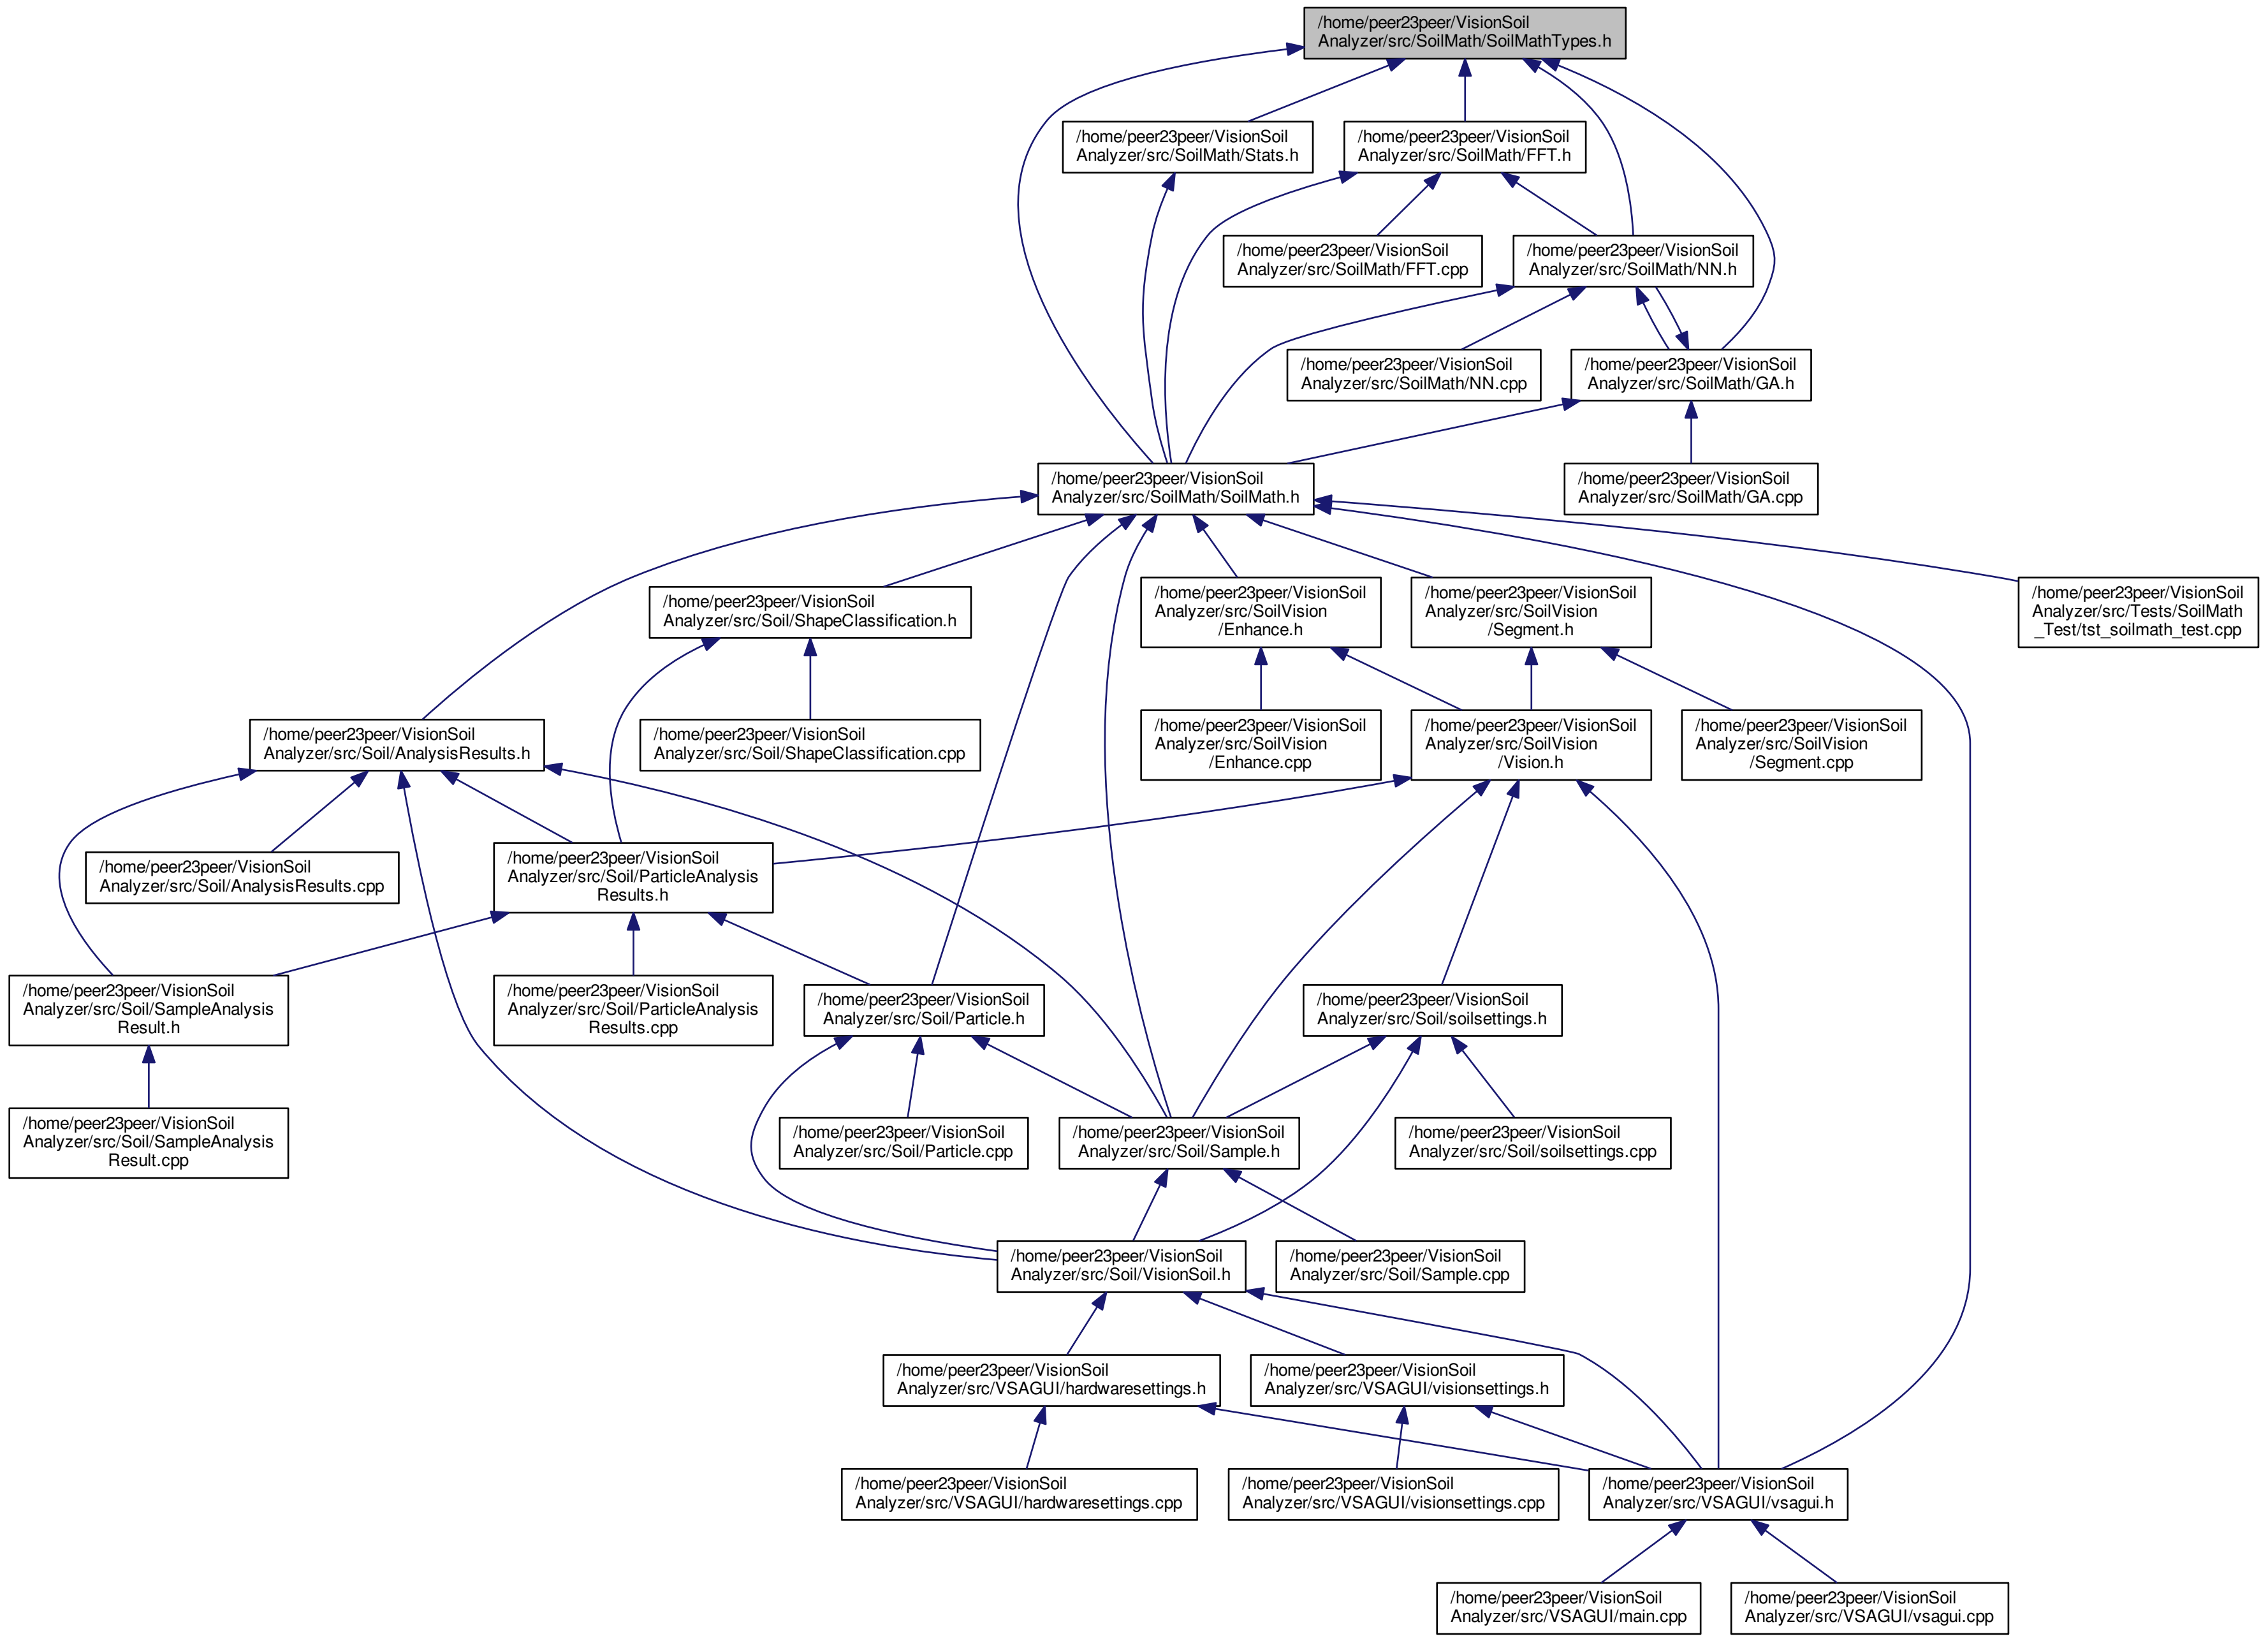 /home/peer23peer/VisionSoil
Analyzer/src/SoilMath/SoilMathTypes.h
/home/peer23peer/VisionSoil
Analyzer/src/SoilMath/Stats.h
/home/peer23peer/VisionSoil
Analyzer/src/SoilMath/FFT.h
/home/peer23peer/VisionSoil
Analyzer/src/SoilMath/FFT.cpp
/home/peer23peer/VisionSoil
Analyzer/src/SoilMath/NN.h
/home/peer23peer/VisionSoil
Analyzer/src/SoilMath/NN.cpp
/home/peer23peer/VisionSoil
Analyzer/src/SoilMath/GA.h
/home/peer23peer/VisionSoil
Analyzer/src/SoilMath/SoilMath.h
/home/peer23peer/VisionSoil
Analyzer/src/SoilMath/GA.cpp
/home/peer23peer/VisionSoil
Analyzer/src/Soil/ShapeClassification.h
/home/peer23peer/VisionSoil
Analyzer/src/SoilVision
/Enhance.h
/home/peer23peer/VisionSoil
Analyzer/src/SoilVision
/Segment.h
/home/peer23peer/VisionSoil
Analyzer/src/Tests/SoilMath
_Test/tst_soilmath_test.cpp
/home/peer23peer/VisionSoil
Analyzer/src/Soil/AnalysisResults.h
/home/peer23peer/VisionSoil
Analyzer/src/Soil/ShapeClassification.cpp
/home/peer23peer/VisionSoil
Analyzer/src/SoilVision
/Enhance.cpp
/home/peer23peer/VisionSoil
Analyzer/src/SoilVision
/Vision.h
/home/peer23peer/VisionSoil
Analyzer/src/SoilVision
/Segment.cpp
/home/peer23peer/VisionSoil
Analyzer/src/Soil/AnalysisResults.cpp
/home/peer23peer/VisionSoil
Analyzer/src/Soil/ParticleAnalysis
Results.h
/home/peer23peer/VisionSoil
Analyzer/src/Soil/SampleAnalysis
Result.h
/home/peer23peer/VisionSoil
Analyzer/src/Soil/ParticleAnalysis
Results.cpp
/home/peer23peer/VisionSoil
Analyzer/src/Soil/Particle.h
/home/peer23peer/VisionSoil
Analyzer/src/Soil/soilsettings.h
/home/peer23peer/VisionSoil
Analyzer/src/Soil/SampleAnalysis
Result.cpp
/home/peer23peer/VisionSoil
Analyzer/src/Soil/Particle.cpp
/home/peer23peer/VisionSoil
Analyzer/src/Soil/Sample.h
/home/peer23peer/VisionSoil
Analyzer/src/Soil/soilsettings.cpp
/home/peer23peer/VisionSoil
Analyzer/src/Soil/VisionSoil.h
/home/peer23peer/VisionSoil
Analyzer/src/Soil/Sample.cpp
/home/peer23peer/VisionSoil
Analyzer/src/VSAGUI/hardwaresettings.h
/home/peer23peer/VisionSoil
Analyzer/src/VSAGUI/visionsettings.h
/home/peer23peer/VisionSoil
Analyzer/src/VSAGUI/hardwaresettings.cpp
/home/peer23peer/VisionSoil
Analyzer/src/VSAGUI/visionsettings.cpp
/home/peer23peer/VisionSoil
Analyzer/src/VSAGUI/vsagui.h
/home/peer23peer/VisionSoil
Analyzer/src/VSAGUI/main.cpp
/home/peer23peer/VisionSoil
Analyzer/src/VSAGUI/vsagui.cpp